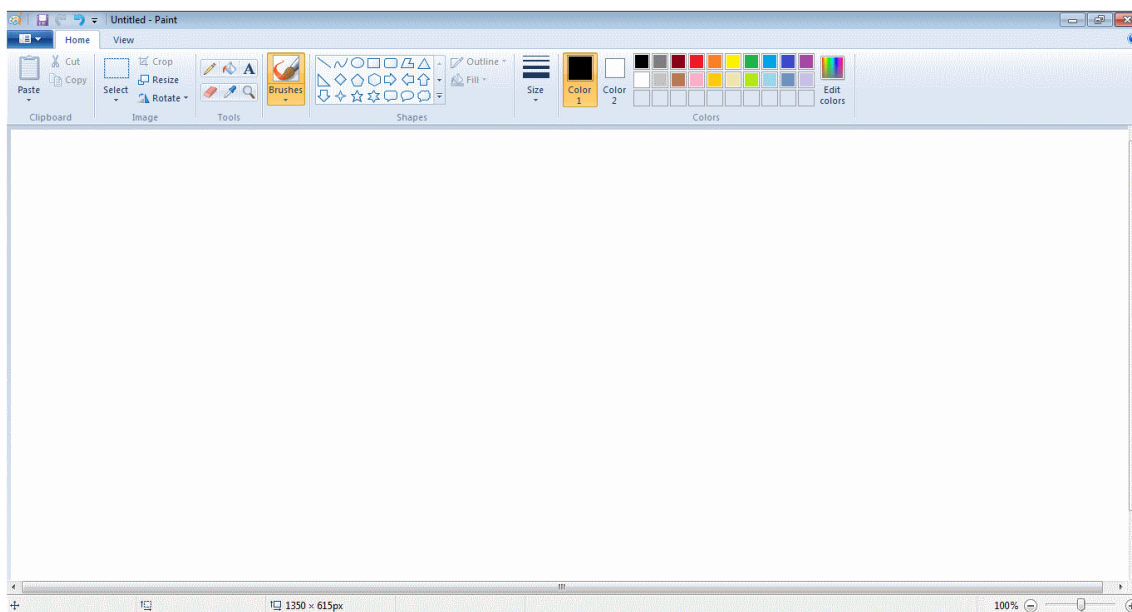 Untitled - Paint
Home View
Cut
Copy
Paste
Clipboard
Crop
Resize
Rotate
Select
Image
A
Tools
Brushes
Outline
Fill
Shapes
Size
Color 1
Color 2
Edit colors
Colors
1350 × 615px
100%